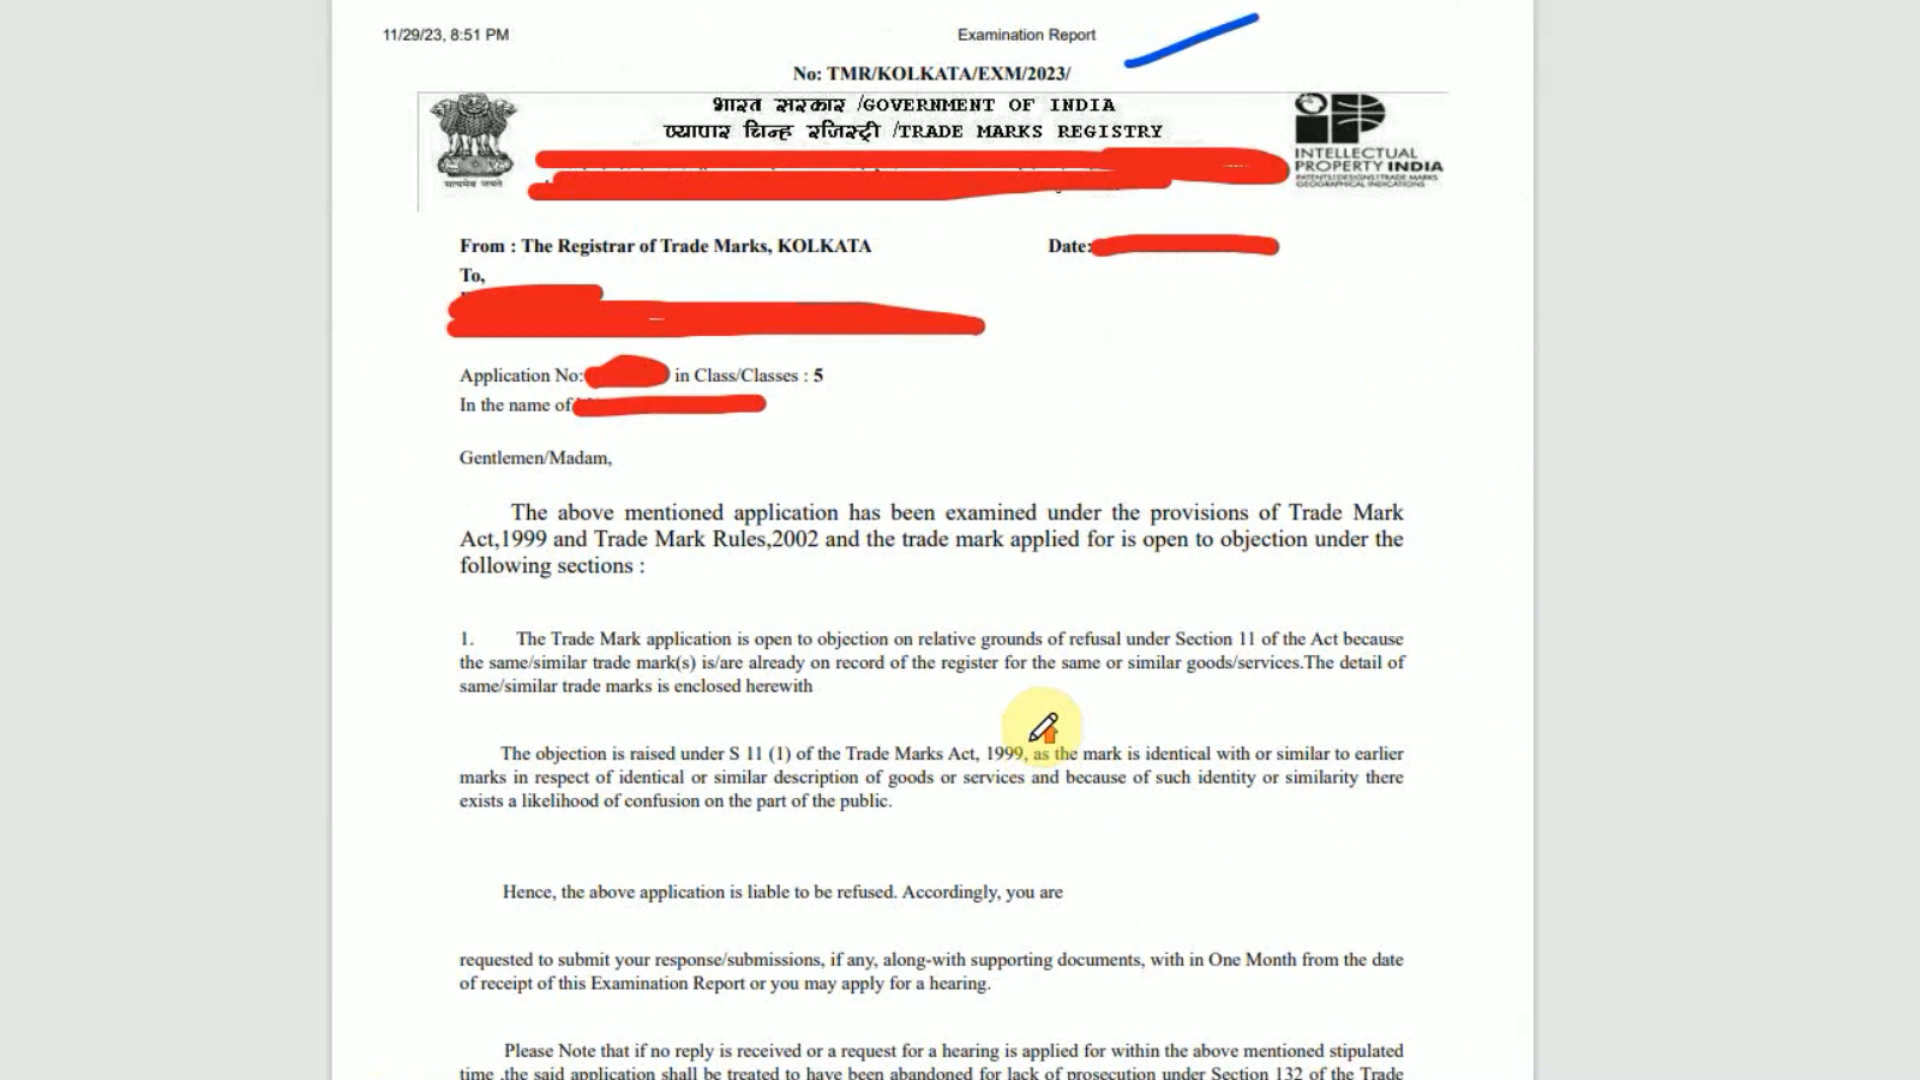 11/29/23, 8:51 PM
Examination Report
No: TMR/KOLKATA/EXM/2023/
भारत सरकार /GOVERNMENT OF INDIA
व्यापार चिन्ह रजिस्ट्री /TRADE MARKS REGISTRY
सत्यमेव जयते
INTELLECTUAL
PROPERTY INDIA
PATENTS | DESIGNS | TRADE MARKS
GEOGRAPHICAL INDICATIONS
From : The Registrar of Trade Marks, KOLKATA
Date:
To,
Application No: in Class/Classes : 5
In the name of
Gentlemen/Madam,
The above mentioned application has been examined under the provisions of Trade Mark
Act,1999 and Trade Mark Rules,2002 and the trade mark applied for is open to objection under the
following sections :
1. The Trade Mark application is open to objection on relative grounds of refusal under Section 11 of the Act because
the same/similar trade mark(s) is/are already on record of the register for the same or similar goods/services.The detail of
same/similar trade marks is enclosed herewith
The objection is raised under S 11 (1) of the Trade Marks Act, 1999, as the mark is identical with or similar to earlier
marks in respect of identical or similar description of goods or services and because of such identity or similarity there
exists a likelihood of confusion on the part of the public.
Hence, the above application is liable to be refused. Accordingly, you are
requested to submit your response/submissions, if any, along-with supporting documents, with in One Month from the date
of receipt of this Examination Report or you may apply for a hearing.
Please Note that if no reply is received or a request for a hearing is applied for within the above mentioned stipulated
time ,the said application shall be treated to have been abandoned for lack of prosecution under Section 132 of the Trade